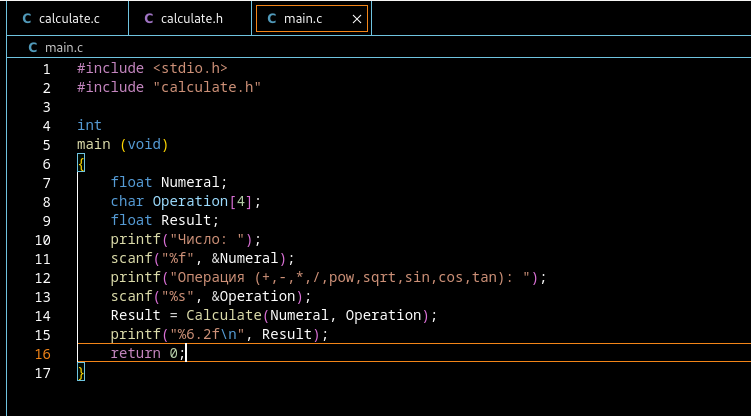 C calculate.c C calculate.h C main.c ×
C main.c
1 #include <stdio.h>
2 #include "calculate.h"
3
4 int
5 main (void)
6 {
7 float Numeral;
8 char Operation[4];
9 float Result;
10 printf("Число: ");
11 scanf("%f", &Numeral);
12 printf("Операция (+,-,*,/,pow,sqrt,sin,cos,tan): ");
13 scanf("%s", &Operation);
14 Result = Calculate(Numeral, Operation);
15 printf("%6.2f\n", Result);
16 return 0;
17 }